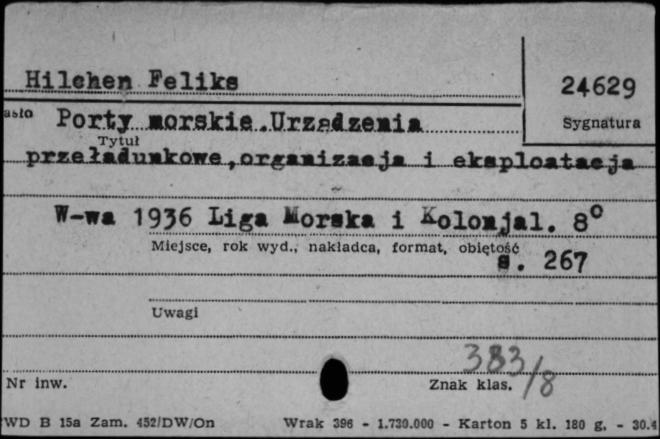 Hilchen Feliks
24629
Sygnatura
asło Porty morskie.Urządzenia
Tytuł
przeładunkowe,organizacja i eksploatacja
W-wa 1936 Liga Morska i Kolonjal. 8°
Miejsce, rok wyd., nakładca, format, obiętość
s. 267
Uwagi
383/8
Nr inw.
Znak klas.
WD B 15a Zam. 452/DW/On Wrak 396 - 1.730.000 - Karton 5 kl. 180 g. - 30.4